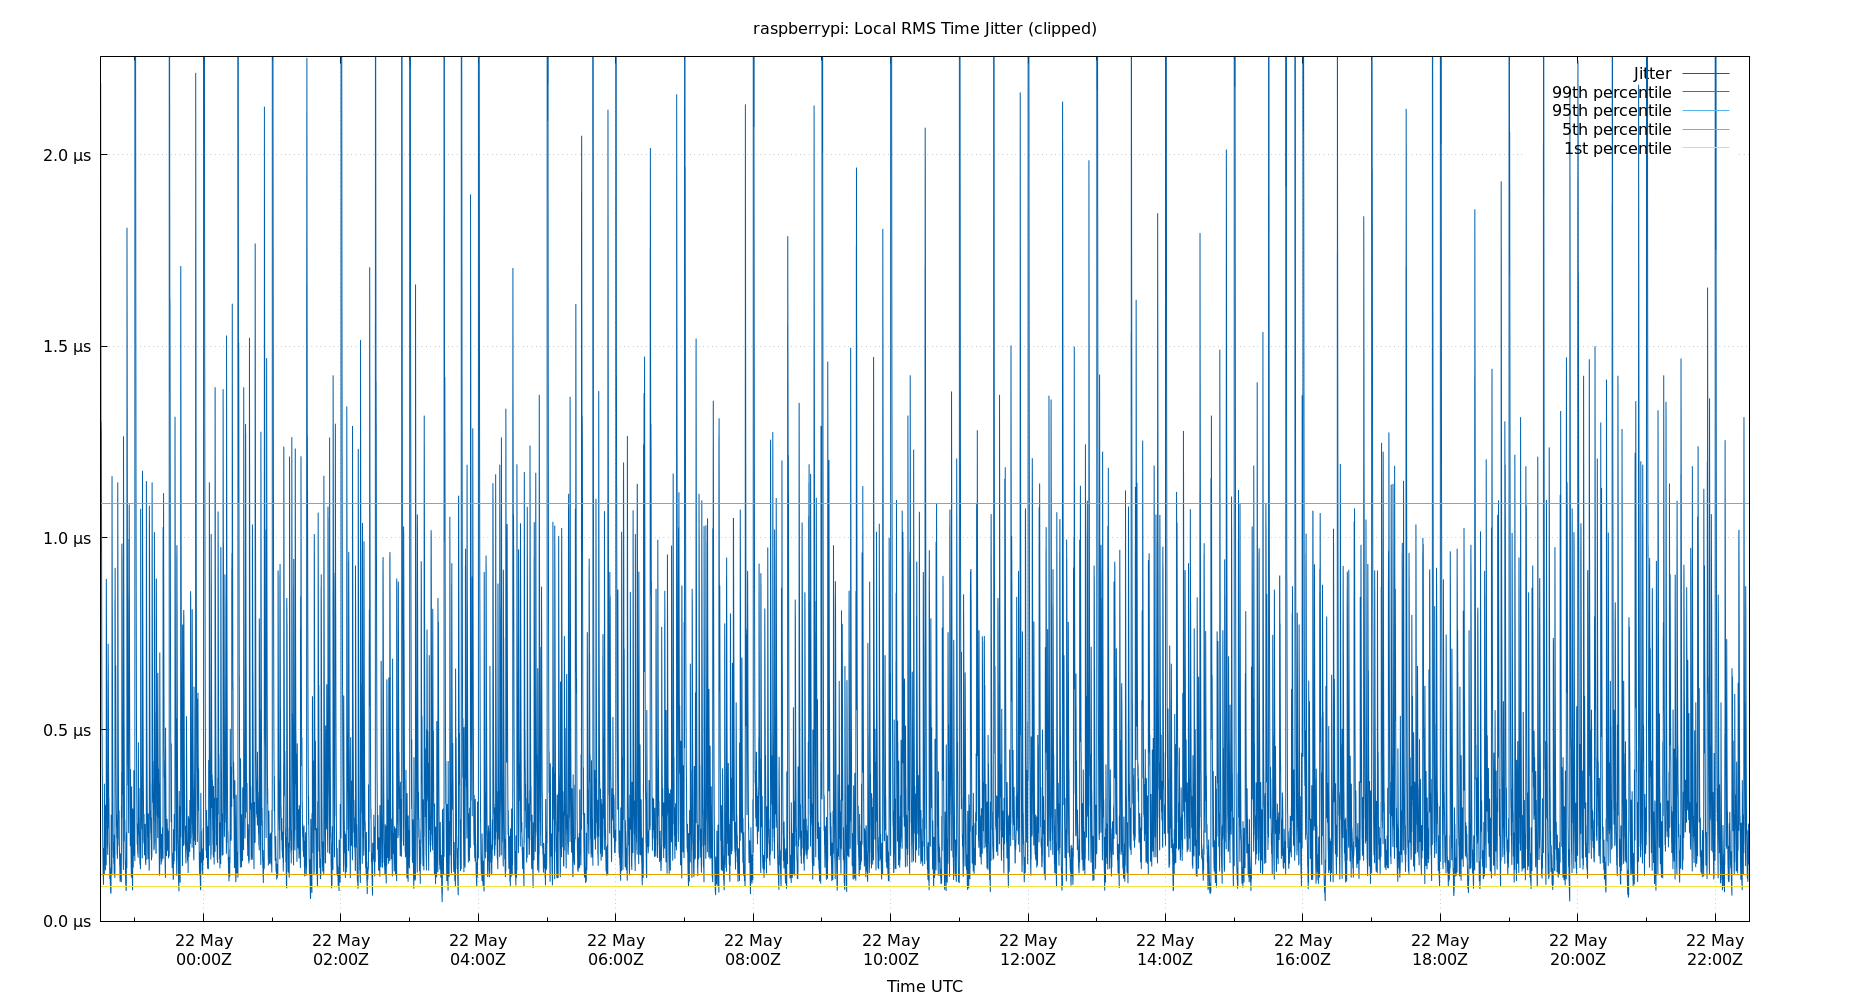 raspberrypi: Local RMS Time Jitter (clipped)
Jitter
99th percentile
95th percentile
5th percentile
1st percentile
2.0 µs
1.5 µs
1.0 µs
0.5 µs
0.0 µs
22 May 22 May 22 May 22 May 22 May 22 May 22 May 22 May 22 May 22 May 22 May 22 May
00:00Z 02:00Z 04:00Z 06:00Z 08:00Z 10:00Z 12:00Z 14:00Z 16:00Z 18:00Z 20:00Z 22:00Z
Time UTC